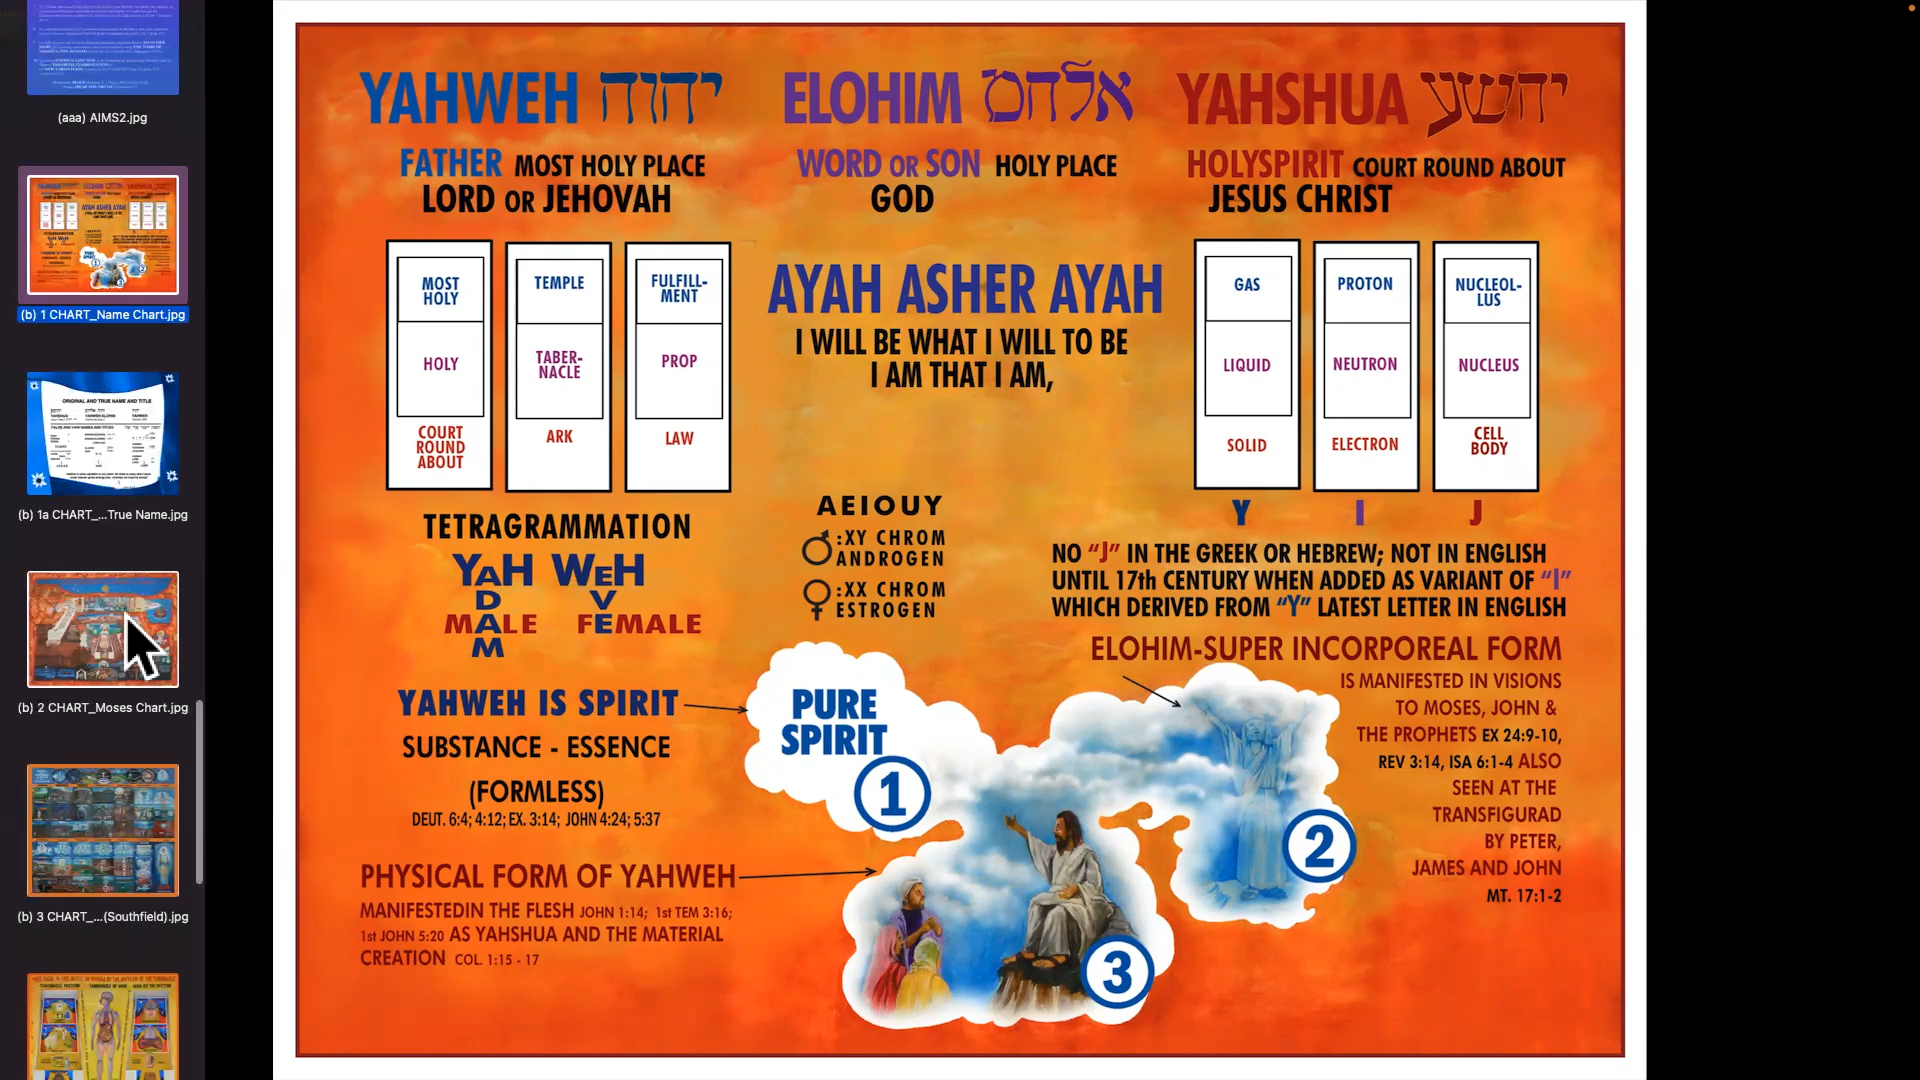 (aaa) AIMS2.jpg
(b) 1 CHART_Name Chart.jpg
ORIGINAL AND TRUE NAME AND TITLE
(b) 1a CHART_...True Name.jpg
(b) 2 CHART_Moses Chart.jpg
(b) 3 CHART_...(Southfield).jpg
YAHWEH יהוה
FATHER MOST HOLY PLACE
LORD OR JEHOVAH
ELOHIM אלהם
WORD OR SON HOLY PLACE
GOD
YAHSHUA יהשע
HOLYSPIRIT COURT ROUND ABOUT
JESUS CHRIST
MOST
HOLY
HOLY
COURT
ROUND
ABOUT
TEMPLE
TABER-
NACLE
ARK
FULFILL-
MENT
PROP
LAW
AYAH ASHER AYAH
I WILL BE WHAT I WILL TO BE
I AM THAT I AM,
GAS
LIQUID
SOLID
PROTON
NEUTRON
ELECTRON
NUCLEOL-
LUS
NUCLEUS
CELL
BODY
Y I J
TETRAGRAMMATION
YAH WEH
D V
MALE FEMALE
M
AEIOUY
♂:XY CHROM
ANDROGEN
♀:XX CHROM
ESTROGEN
NO “J” IN THE GREEK OR HEBREW; NOT IN ENGLISH
UNTIL 17th CENTURY WHEN ADDED AS VARIANT OF “I”
WHICH DERIVED FROM “Y” LATEST LETTER IN ENGLISH
YAHWEH IS SPIRIT
SUBSTANCE - ESSENCE
(FORMLESS)
DEUT. 6:4; 4:12; EX. 3:14; JOHN 4:24; 5:37
PURE
SPIRIT
1
ELOHIM-SUPER INCORPOREAL FORM
IS MANIFESTED IN VISIONS
TO MOSES, JOHN &
THE PROPHETS EX 24:9-10,
REV 3:14, ISA 6:1-4 ALSO
SEEN AT THE
TRANSFIGURAD
BY PETER,
JAMES AND JOHN
MT. 17:1-2
2
PHYSICAL FORM OF YAHWEH
MANIFESTEDIN THE FLESH JOHN 1:14; 1st TEM 3:16;
1st JOHN 5:20 AS YAHSHUA AND THE MATERIAL
CREATION COL. 1:15 - 17
3